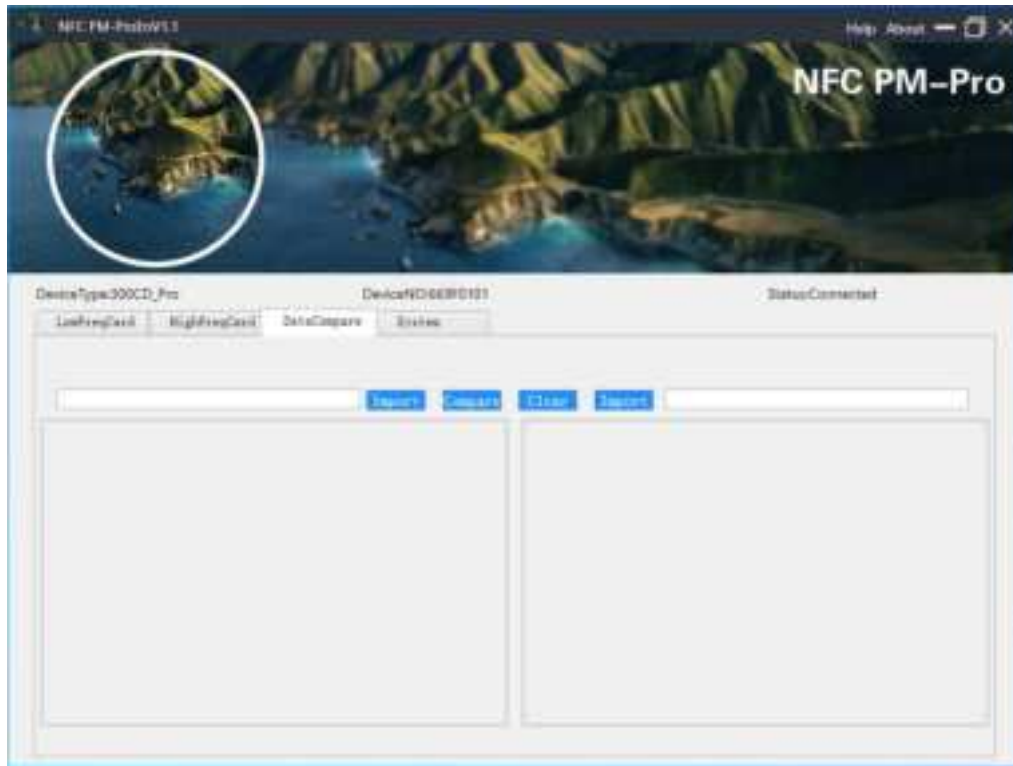 Help About
NFC PM-Pro
DeviceType:300CD_Pro
Status:Connected
LowFreqCard HighFreqCard DataCompare System
Import Compare Clear Import